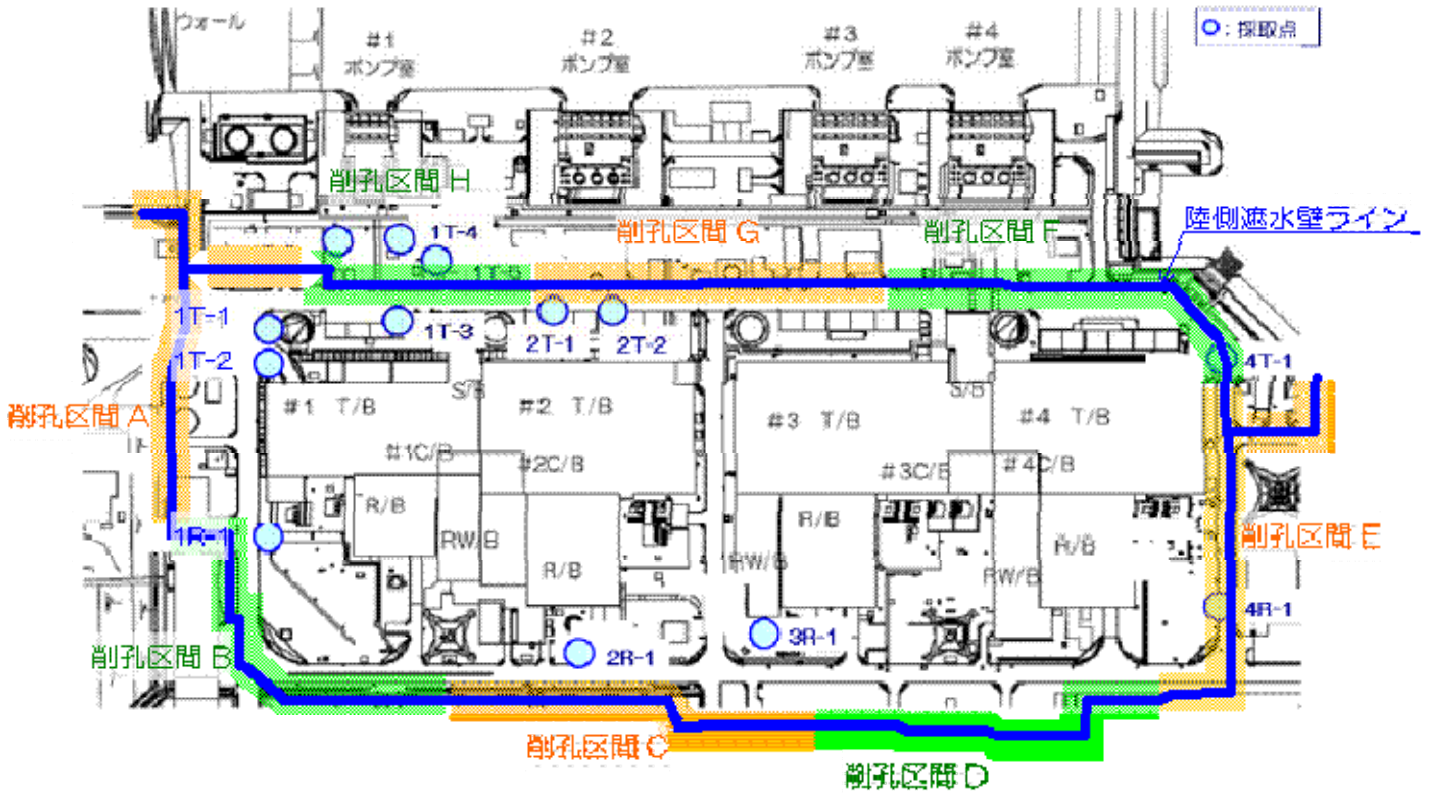 ウォール
#1
ポンプ室
#2
ポンプ室
#3
ポンプ室
#4
ポンプ室
：採取点
削孔区間 H
1T-4
削孔区間 G
削孔区間 F
陸側遮水壁ライン
1T-5
1T-1
1T-3
2T-1
2T-2
1T-2
4T-1
S/B
S/B
削孔区間 A
#1 T/B
#2 T/B
#3 T/B
#4 T/B
#1C/B
#2C/B
#3C/B
#4C/B
R/B
R/B
1R-1
RW/B
削孔区間 E
R/B
RW/B
R/B
RW/B
4R-1
3R-1
削孔区間 B
2R-1
削孔区間 C
削孔区間 D